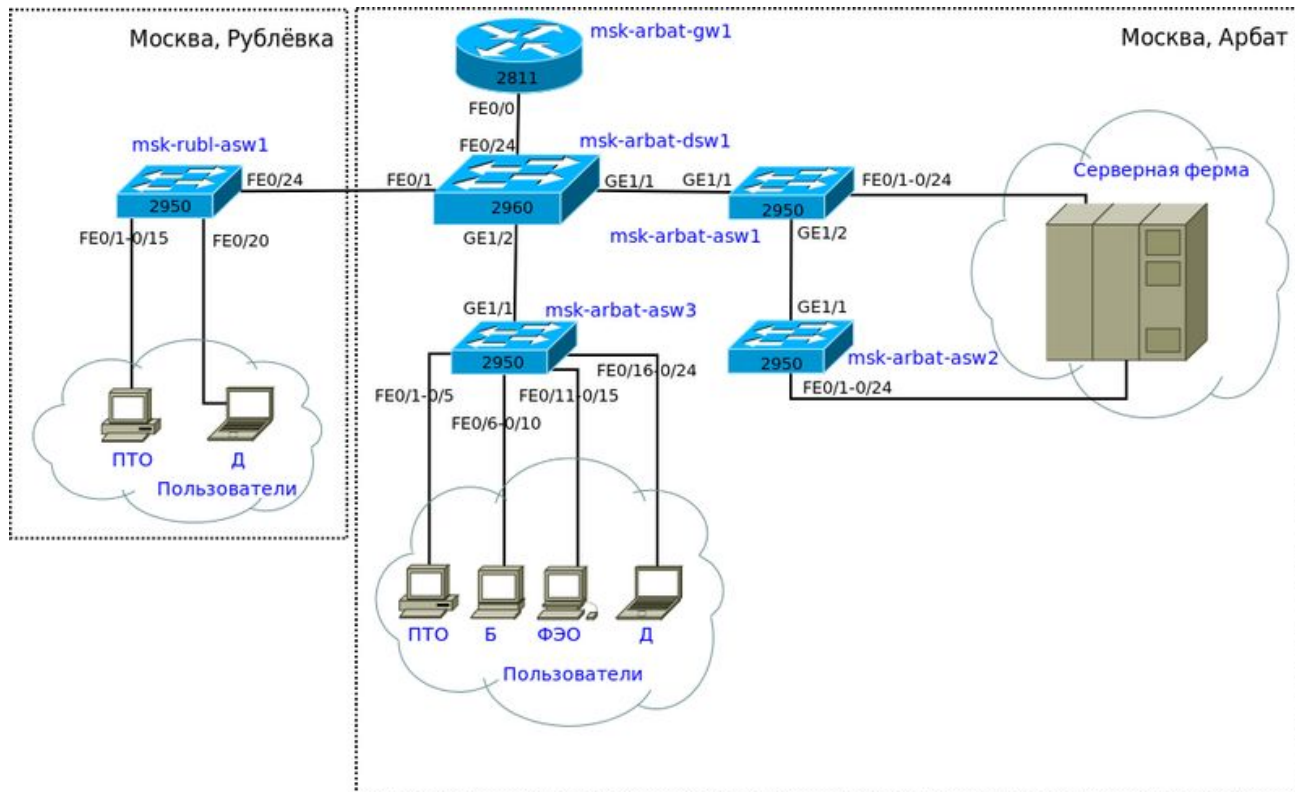 Москва, Рублёвка
Москва, Арбат
msk-arbat-gw1
2811
FE0/0
FE0/24
msk-arbat-dsw1
msk-rubl-asw1
FE0/24
FE0/1
2950
2960
GE1/1
GE1/1
2950
FE0/1-0/24
Серверная ферма
FE0/1-0/15
FE0/20
GE1/2
msk-arbat-asw1
GE1/2
GE1/1
msk-arbat-asw3
GE1/1
2950
2950
msk-arbat-asw2
FE0/16-0/24
FE0/1-0/5
FE0/11-0/15
FE0/1-0/24
FE0/6-0/10
ПТО
Д
Пользователи
ПТО
Б
ФЭО
Д
Пользователи